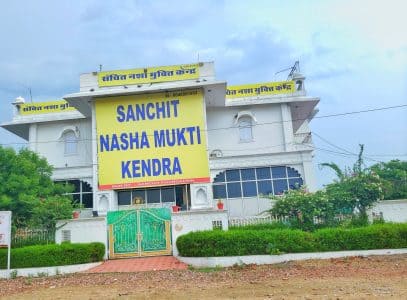 संचित नशा मुक्ति केन्द्र
संचित नशा मुक्ति केन्द्र
संचित नशा मुक्ति केन्द्र
SANCHIT
NASHA MUKTI
KENDRA